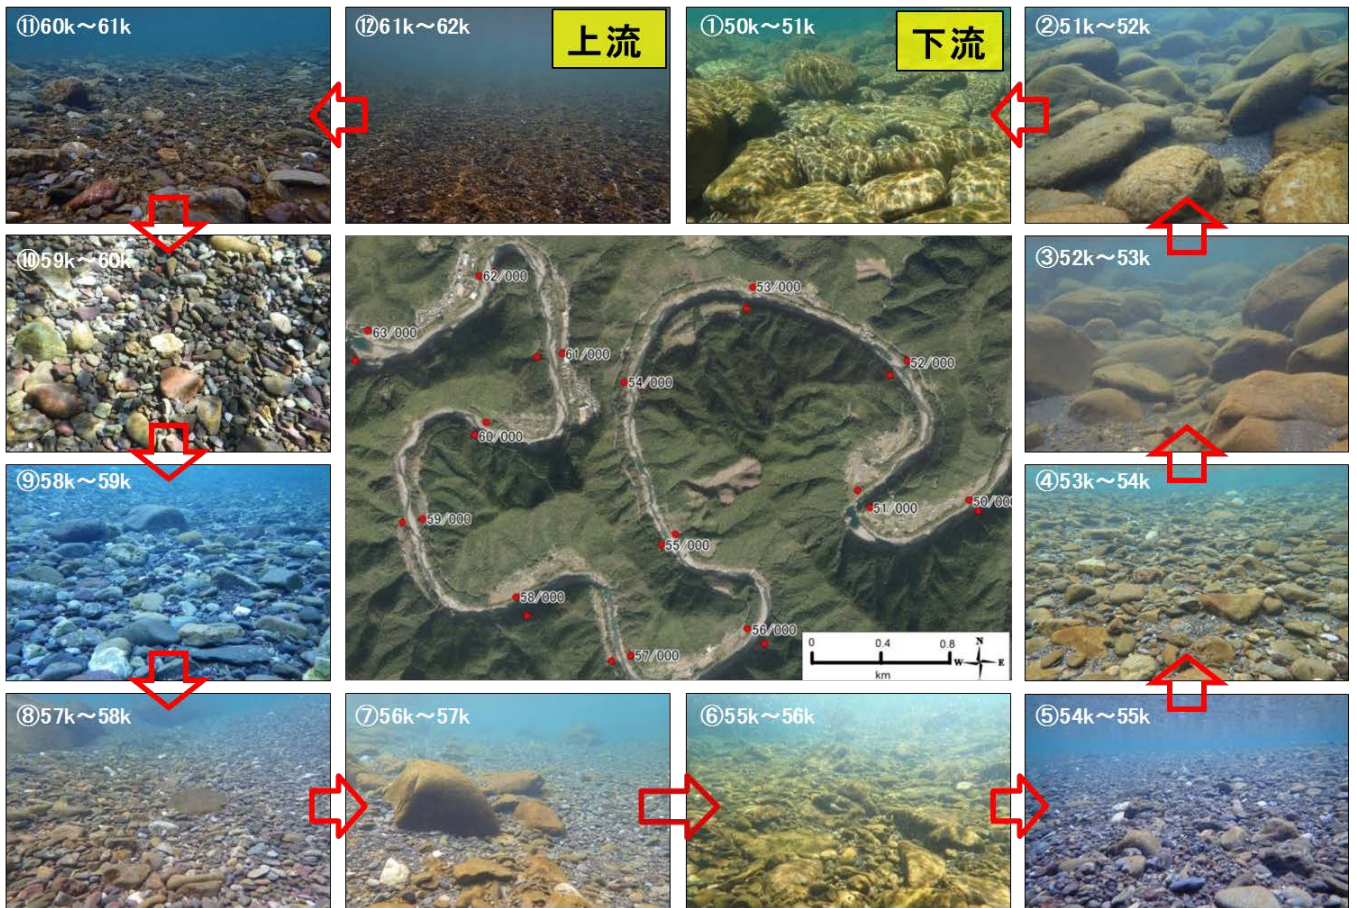 ⑪60k～61k
⑫61k～62k
上流
①50k～51k
下流
②51k～52k
⑩59k～60k
③52k～53k
62/000
63/000
61/000
60/000
59/000
58/000
57/000
56/000
55/000
54/000
53/000
52/000
51/000
50/000
0 0.4 0.8
km
N
W E
S
⑨58k～59k
④53k～54k
⑧57k～58k
⑦56k～57k
⑥55k～56k
⑤54k～55k